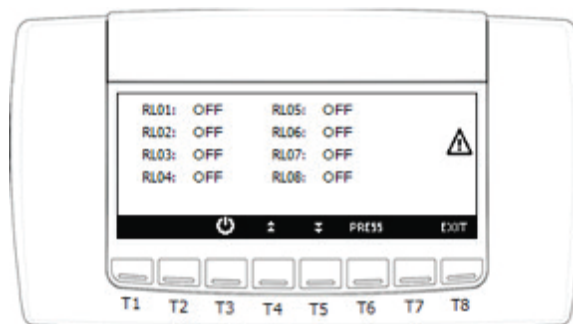 RL01: OFF RL05: OFF
RL02: OFF RL06: OFF
RL03: OFF RL07: OFF
RL04: OFF RL08: OFF
PRESS EXIT
T1 T2 T3 T4 T5 T6 T7 T8